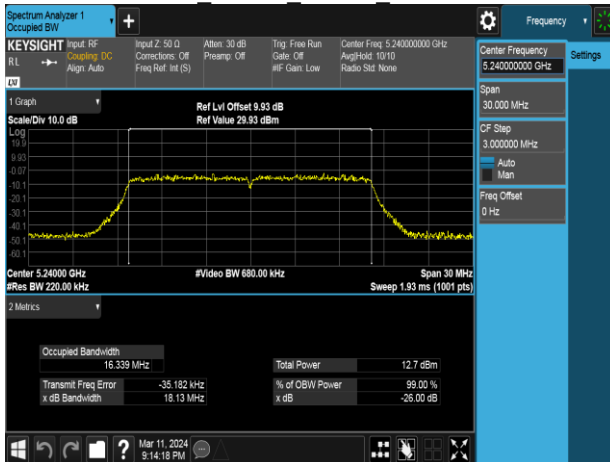 Spectrum Analyzer 1
Occupied BW
+
Frequency
KEYSIGHT
RL
LXI
Input: RF
Coupling: DC
Align: Auto
Input Z: 50 Ω
Corrections: Off
Freq Ref: Int (S)
Atten: 30 dB
Preamp: Off
Trig: Free Run
Gate: Off
#IF Gain: Low
Center Freq: 5.240000000 GHz
Avg|Hold: 10/10
Radio Std: None
Center Frequency
5.240000000 GHz
Settings
Span
30.000 MHz
CF Step
3.000000 MHz
Auto
Man
Freq Offset
0 Hz
1 Graph
Scale/Div 10.0 dB
Ref Lvl Offset 9.93 dB
Ref Value 29.93 dBm
Log
19.9
9.93
-0.07
-10.1
-20.1
-30.1
-40.1
-50.1
-60.1
Center 5.24000 GHz
#Res BW 220.00 kHz
#Video BW 680.00 kHz
Span 30 MHz
Sweep 1.93 ms (1001 pts)
2 Metrics
Occupied Bandwidth
16.339 MHz
Total Power 12.7 dBm
Transmit Freq Error -35.182 kHz
% of OBW Power 99.00 %
x dB Bandwidth 18.13 MHz
x dB -26.00 dB
?
Mar 11, 2024
9:14:18 PM